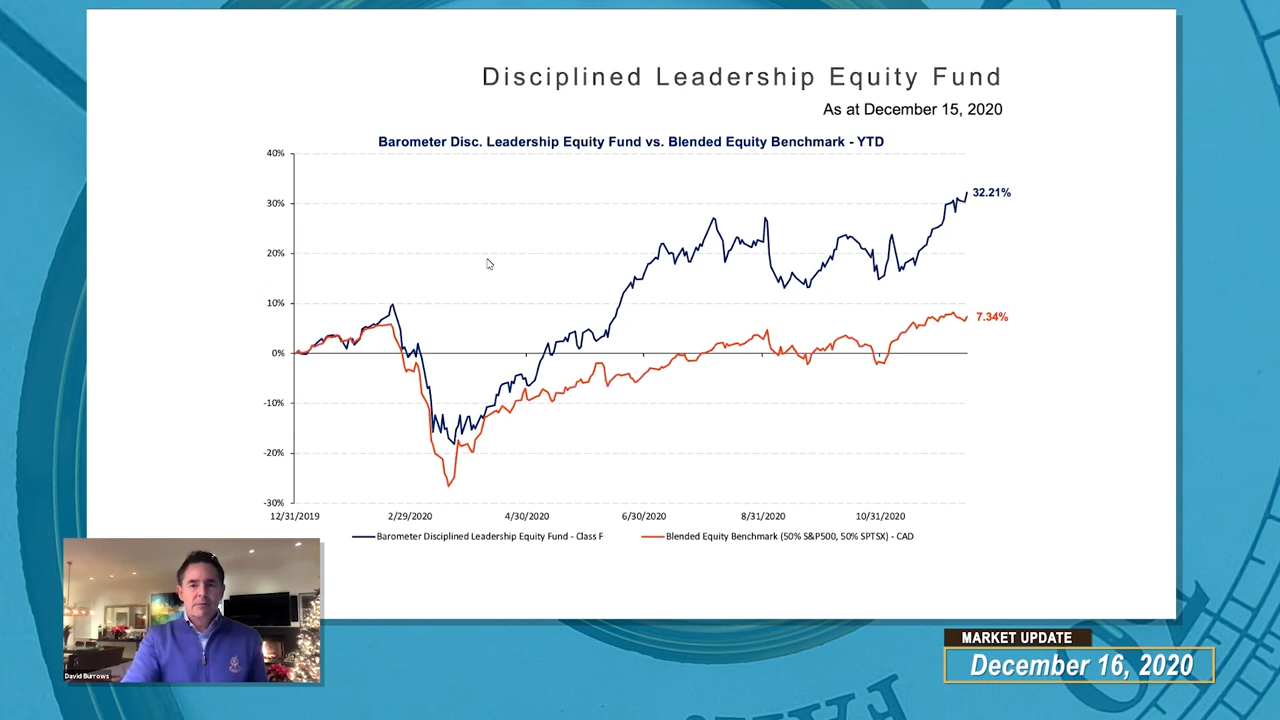 Disciplined Leadership Equity Fund
As at December 15, 2020
Barometer Disc. Leadership Equity Fund vs. Blended Equity Benchmark - YTD
40%
30%
20%
10%
0%
-10%
-20%
-30%
32.21%
7.34%
12/31/2019 2/29/2020 4/30/2020 6/30/2020 8/31/2020 10/31/2020
Barometer Disciplined Leadership Equity Fund - Class F Blended Equity Benchmark (50% S&P500, 50% SPTSX) - CAD
David Burrows
MARKET UPDATE
December 16, 2020